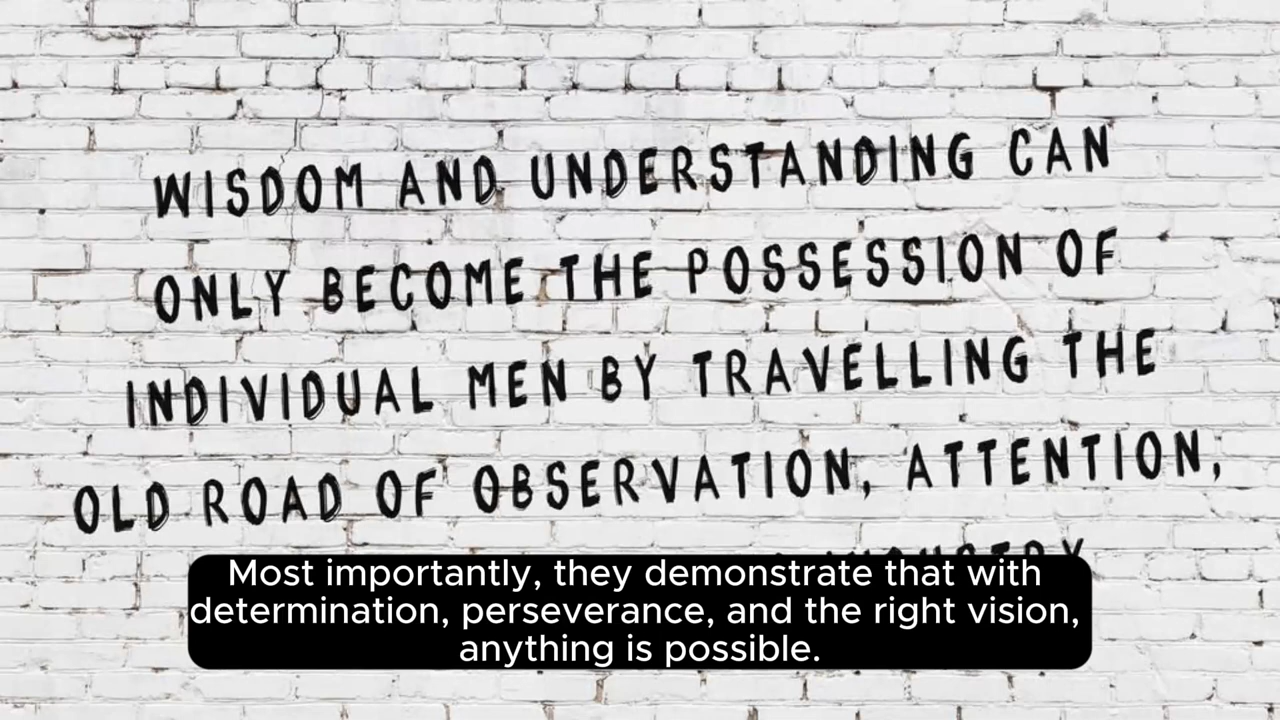 WISDOM AND UNDERSTANDING CAN
ONLY BECOME THE POSSESSION OF
INDIVIDUAL MEN BY TRAVELLING THE
OLD ROAD OF OBSERVATION, ATTENTION,
Most importantly, they demonstrate that with
determination, perseverance, and the right vision,
anything is possible.